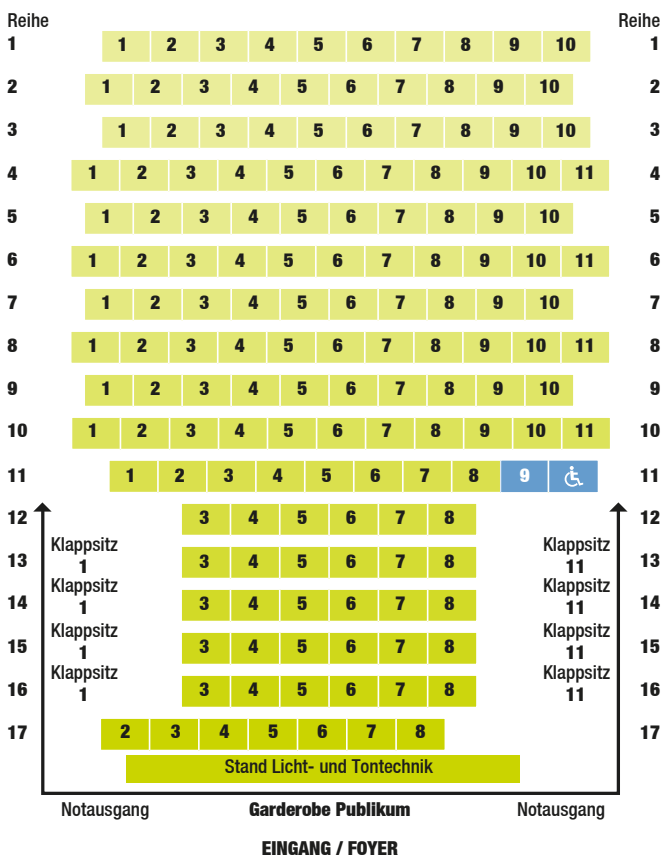 Reihe Reihe
1 1 2 3 4 5 6 7 8 9 10 1
2 1 2 3 4 5 6 7 8 9 10 2
3 1 2 3 4 5 6 7 8 9 10 3
4 1 2 3 4 5 6 7 8 9 10 11 4
5 1 2 3 4 5 6 7 8 9 10 5
6 1 2 3 4 5 6 7 8 9 10 11 6
7 1 2 3 4 5 6 7 8 9 10 7
8 1 2 3 4 5 6 7 8 9 10 11 8
9 1 2 3 4 5 6 7 8 9 10 9
10 1 2 3 4 5 6 7 8 9 10 11 10
11 1 2 3 4 5 6 7 8 9 11
12 3 4 5 6 7 8 12
Klappsitz Klappsitz
13 1 3 4 5 6 7 8 11 13
Klappsitz Klappsitz
14 1 3 4 5 6 7 8 11 14
Klappsitz Klappsitz
15 1 3 4 5 6 7 8 11 15
Klappsitz Klappsitz
16 1 3 4 5 6 7 8 11 16
17 2 3 4 5 6 7 8 17
Stand Licht- und Tontechnik
Notausgang Garderobe Publikum Notausgang
EINGANG / FOYER